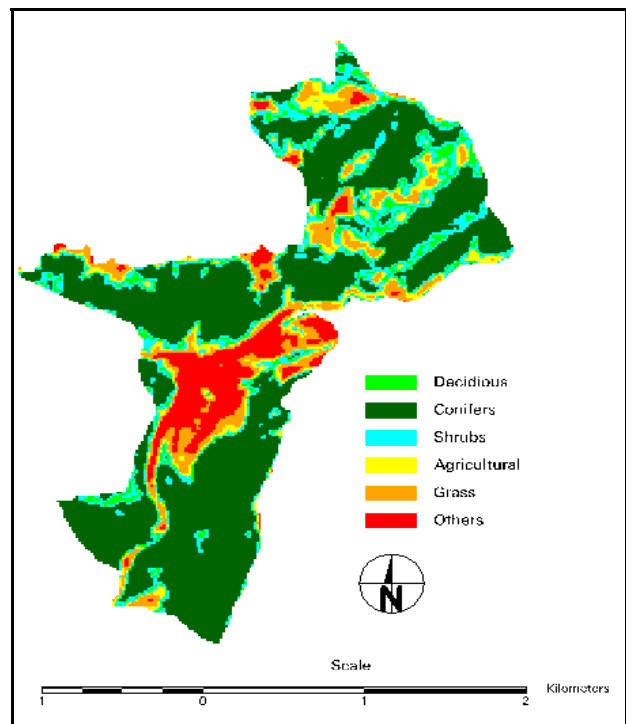 Decidious
Conifers
Shrubs
Agricultural
Grass
Others
N
Scale
Kilometers
1 0 1 2